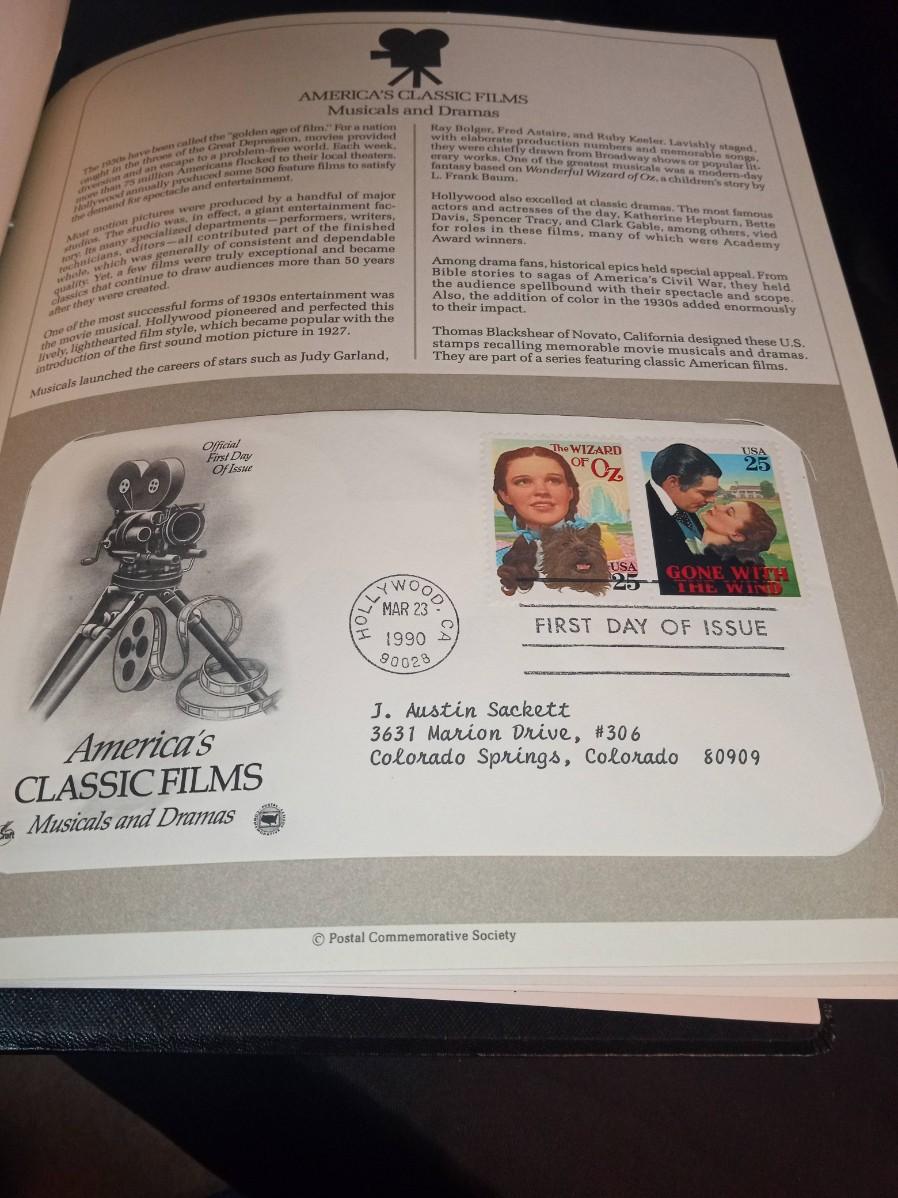 AMERICA'S CLASSIC FILMS
Musicals and Dramas
The 1930s have been called the "golden age of film." For a nation
caught in the throes of the Great Depression, movies provided
diversion and an escape to a problem-free world. Each week,
more than 75 million Americans flocked to their local theaters.
Hollywood annually produced some 500 feature films to satisfy
the demand for spectacle and entertainment.
Most motion pictures were produced by a handful of major
studios. The studio was, in effect, a giant entertainment fac-
tory. Its many specialized departments—performers, writers,
technicians, editors—all contributed part of the finished
whole, which was generally of consistent and dependable
quality. Yet, a few films were truly exceptional and became
classics that continue to draw audiences more than 50 years
after they were created.
One of the most successful forms of 1930s entertainment was
the movie musical. Hollywood pioneered and perfected this
lively, lighthearted film style, which became popular with the
introduction of the first sound motion picture in 1927.
Musicals launched the careers of stars such as Judy Garland,
Ray Bolger, Fred Astaire, and Ruby Keeler. Lavishly staged,
with elaborate production numbers and memorable songs,
they were chiefly drawn from Broadway shows or popular lit-
erary works. One of the greatest musicals was a modern-day
fantasy based on Wonderful Wizard of Oz, a children's story by
L. Frank Baum.
Hollywood also excelled at classic dramas. The most famous
actors and actresses of the day, Katherine Hepburn, Bette
Davis, Spencer Tracy, and Clark Gable, among others, vied
for roles in these films, many of which were Academy
Award winners.
Among drama fans, historical epics held special appeal. From
Bible stories to sagas of America's Civil War, they held
the audience spellbound with their spectacle and scope.
Also, the addition of color in the 1930s added enormously
to their impact.
Thomas Blackshear of Novato, California designed these U.S.
stamps recalling memorable movie musicals and dramas.
They are part of a series featuring classic American films.
Official
First Day
Of Issue
The WIZARD
OF OZ
USA
25
USA
25
GONE WITH
THE WIND
HOLLYWOOD, CA
MAR 23
1990
90028
FIRST DAY OF ISSUE
J. Austin Sackett
3631 Marion Drive, #306
Colorado Springs, Colorado 80909
America's
CLASSIC FILMS
Musicals and Dramas
© Postal Commemorative Society